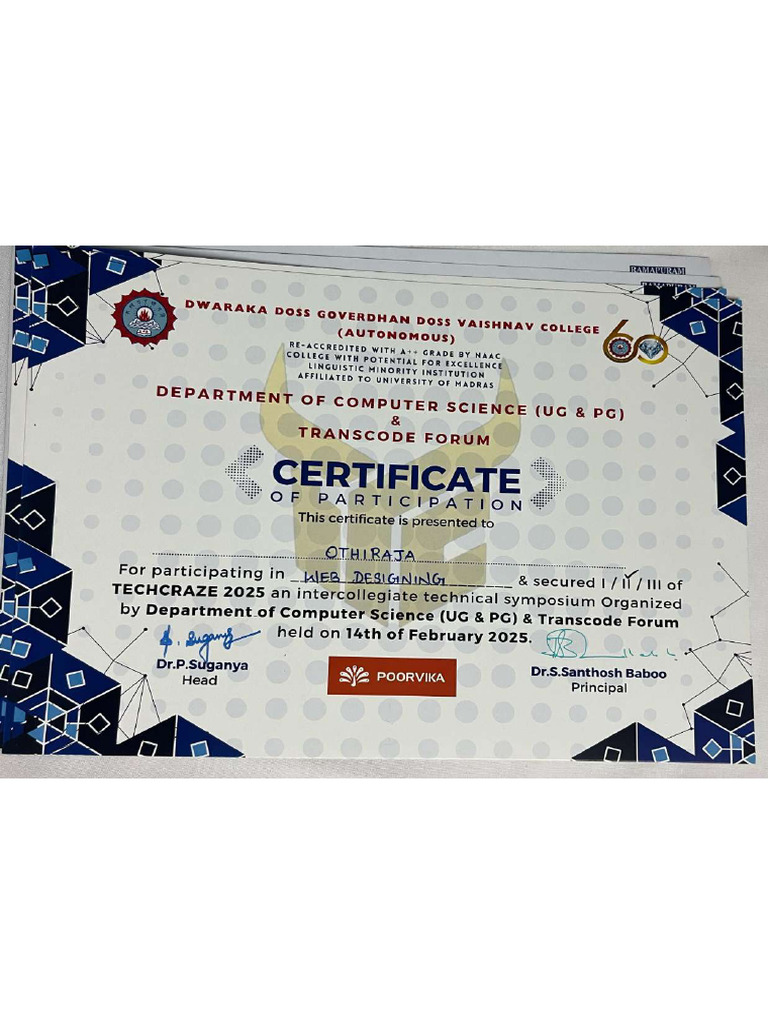 RAMAPURAM
DWARAKA DOSS GOVERDHAN DOSS VAISHNAV COLLEGE
(AUTONOMOUS)
RE-ACCREDITED WITH A++ GRADE BY NAAC
COLLEGE WITH POTENTIAL FOR EXCELLENCE
LINGUISTIC MINORITY INSTITUTION
AFFILIATED TO UNIVERSITY OF MADRAS
60
DEPARTMENT OF COMPUTER SCIENCE (UG & PG)
&
TRANSCODE FORUM
CERTIFICATE
OF PARTICIPATION
This certificate is presented to
OTHIRAJA
For participating in WEB DESIGNING & secured I / II / III of
TECHCRAZE 2025 an intercollegiate technical symposium Organized
by Department of Computer Science (UG & PG) & Transcode Forum
held on 14th of February 2025.
P. Suganya
Dr.P.Suganya
Head
POORVIKA
Dr.S.Santhosh Baboo
Principal